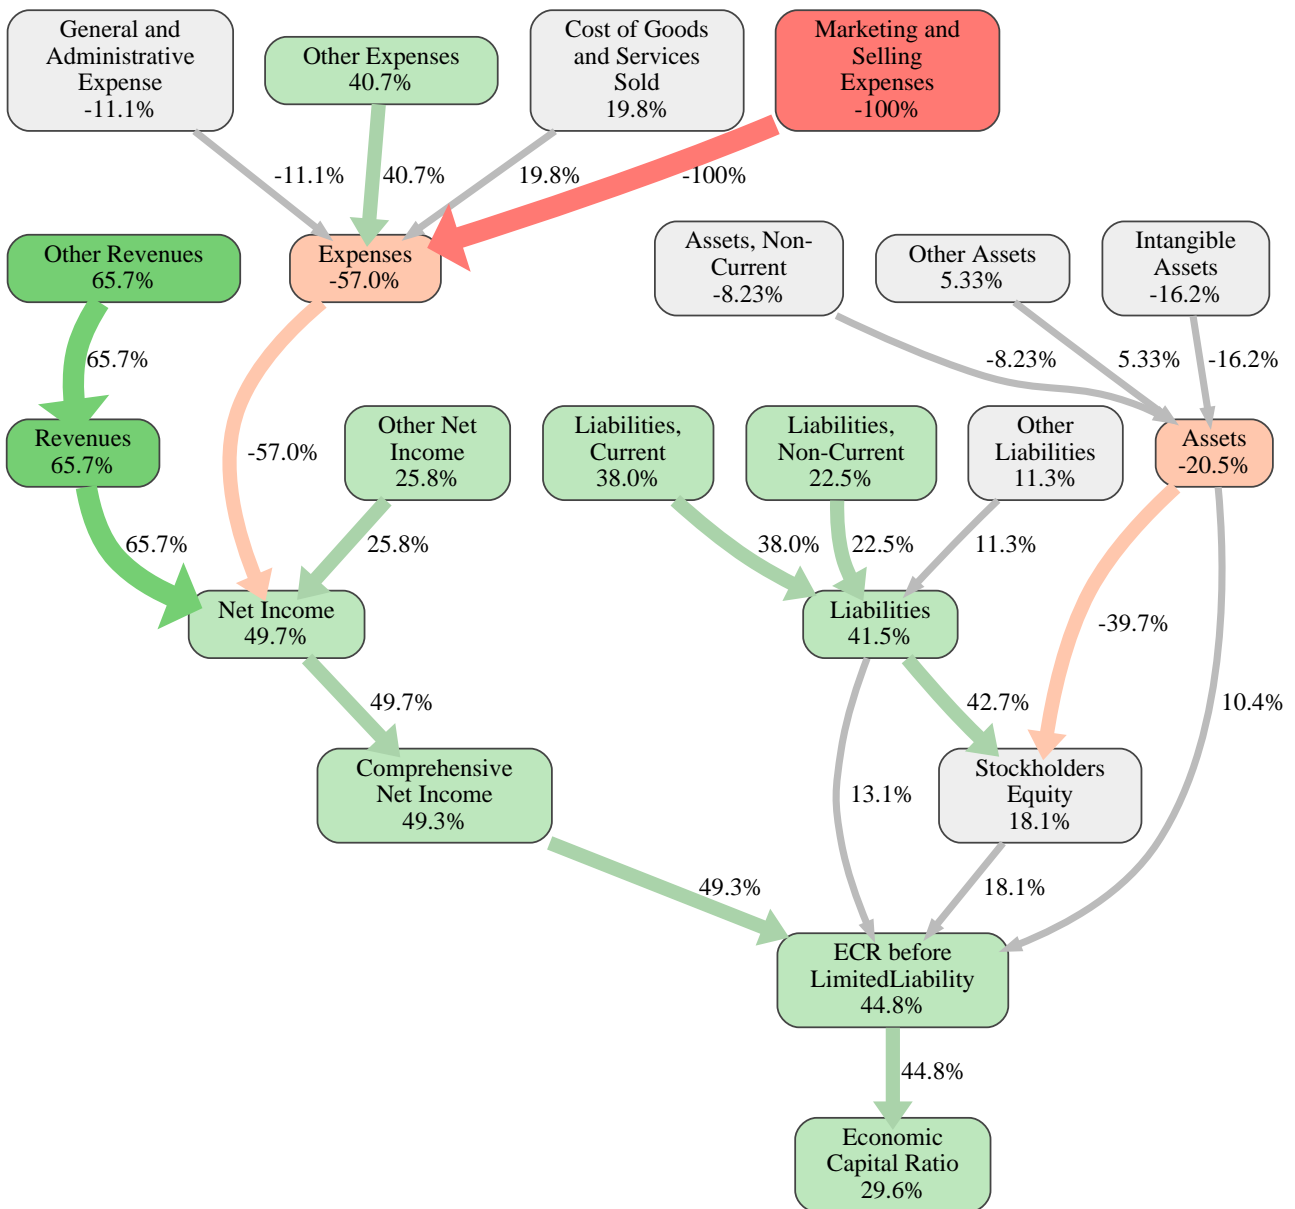 General and
Administrative
Expense
-11.1%
Other Expenses
40.7%
Cost of Goods
and Services
Sold
19.8%
Marketing and
Selling
Expenses
-100%
-11.1%
40.7%
19.8%
-100%
Other Revenues
65.7%
Expenses
-57.0%
Assets, Non-
Current
-8.23%
Other Assets
5.33%
Intangible
Assets
-16.2%
65.7%
-8.23%
5.33%
-16.2%
Revenues
65.7%
-57.0%
Other Net
Income
25.8%
Liabilities,
Current
38.0%
Liabilities,
Non-Current
22.5%
Other
Liabilities
11.3%
Assets
-20.5%
65.7%
25.8%
38.0%
22.5%
11.3%
Net Income
49.7%
Liabilities
41.5%
-39.7%
49.7%
42.7%
10.4%
Comprehensive
Net Income
49.3%
13.1%
Stockholders
Equity
18.1%
49.3%
18.1%
ECR before
LimitedLiability
44.8%
44.8%
Economic
Capital Ratio
29.6%